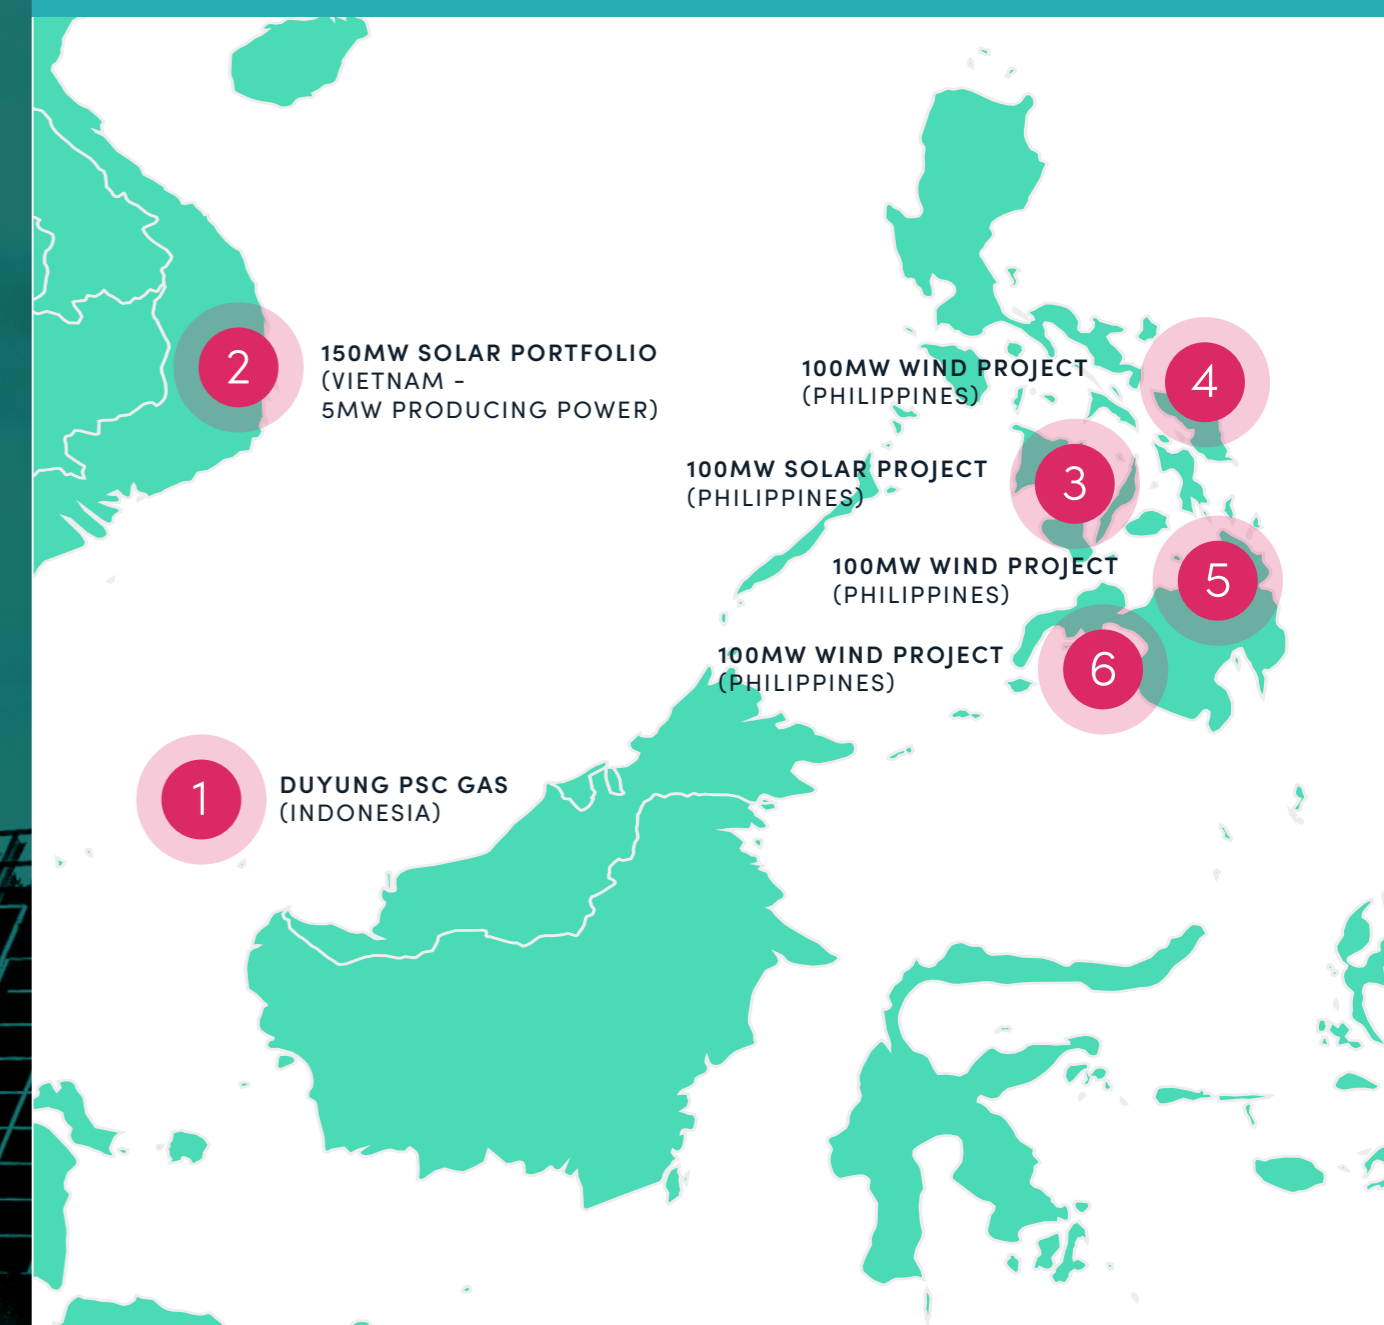 2
150MW SOLAR PORTFOLIO
(VIETNAM -
5MW PRODUCING POWER)
100MW WIND PROJECT
(PHILIPPINES)
4
100MW SOLAR PROJECT
(PHILIPPINES)
3
100MW WIND PROJECT
(PHILIPPINES)
5
100MW WIND PROJECT
(PHILIPPINES)
6
1
DUYUNG PSC GAS
(INDONESIA)